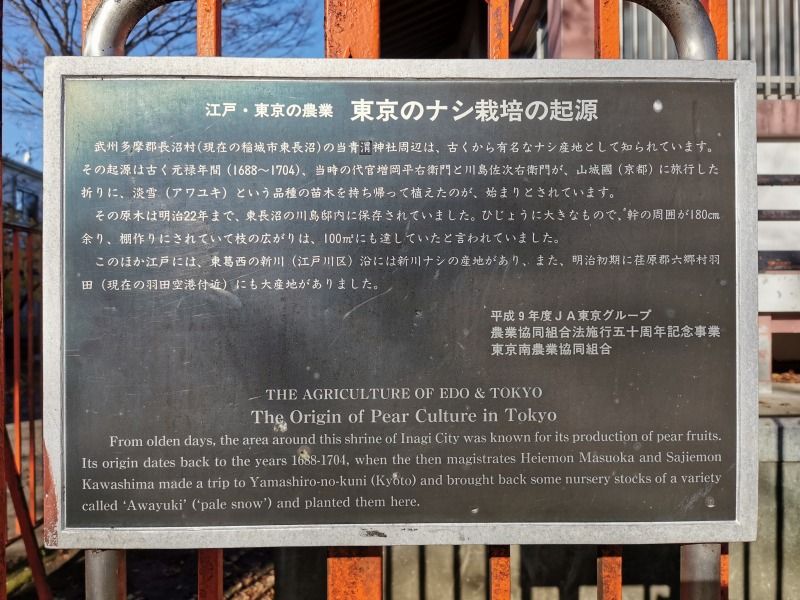 江戸・東京の農業 東京のナシ栽培の起源
武州多摩郡長沼村(現在の稲城市東長沼)の当青渭神社周辺は、古くから有名なナシ産地として知られています。
その起源は古く元禄年間(1688〜1704)、当時の代官増岡平右衛門と川島佐次右衛門が、山城國(京都)に旅行した
折りに、淡雪(アワユキ)という品種の苗木を持ち帰って植えたのが、始まりとされています。
その原木は明治22年まで、東長沼の川島邸内に保存されていました。ひじょうに大きなもので、幹の周囲が180cm
余り、棚作りにされていて枝の広がりは、100㎡にも達していたと言われていました。
このほか江戸には、東葛西の新川(江戸川区)沿には新川ナシの産地があり、また、明治初期に荏原郡六郷村羽
田(現在の羽田空港付近)にも大産地がありました。
平成9年度JA東京グループ
農業協同組合法施行五十周年記念事業
東京南農業協同組合
THE AGRICULTURE OF EDO & TOKYO
The Origin of Pear Culture in Tokyo
From olden days, the area around this shrine of Inagi City was known for its production of pear fruits.
Its origin dates back to the years 1688-1704, when the then magistrates Heiemon Masuoka and Sajiemon
Kawashima made a trip to Yamashiro-no-kuni (Kyoto) and brought back some nursery stocks of a variety
called ‘Awayuki’ (‘pale snow’) and planted them here.